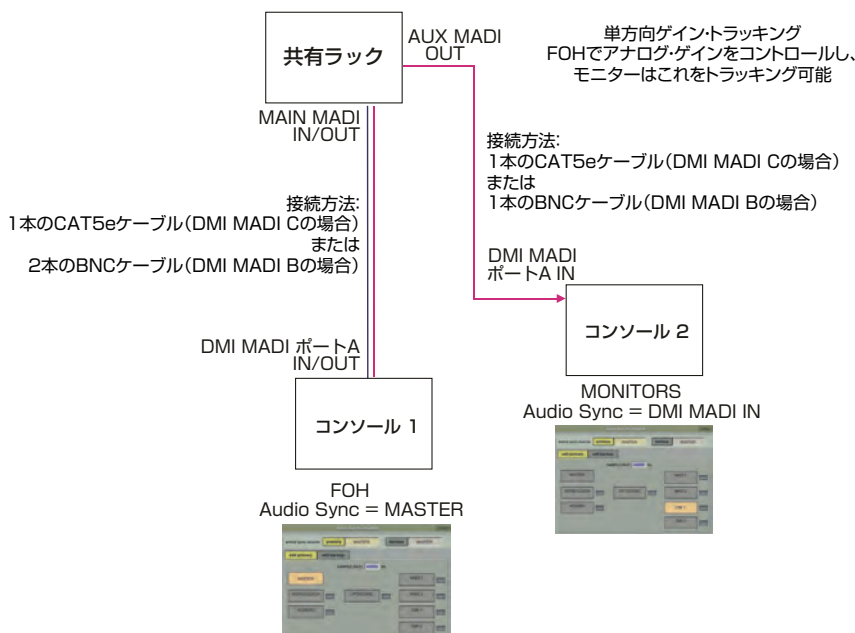 共有ラック
AUX MADI
OUT
単方向ゲイン・トラッキング
FOHでアナログ・ゲインをコントロールし、
モニターはこれをトラッキング可能
MAIN MADI
IN/OUT
接続方法:
1本のCAT5eケーブル(DMI MADI Cの場合)
または
1本のBNCケーブル(DMI MADI Bの場合)
接続方法:
1本のCAT5eケーブル(DMI MADI Cの場合)
または
2本のBNCケーブル(DMI MADI Bの場合)
DMI MADI
ポートA IN
コンソール 2
DMI MADI ポートA
IN/OUT
MONITORS
Audio Sync = DMI MADI IN
コンソール 1
FOH
Audio Sync = MASTER